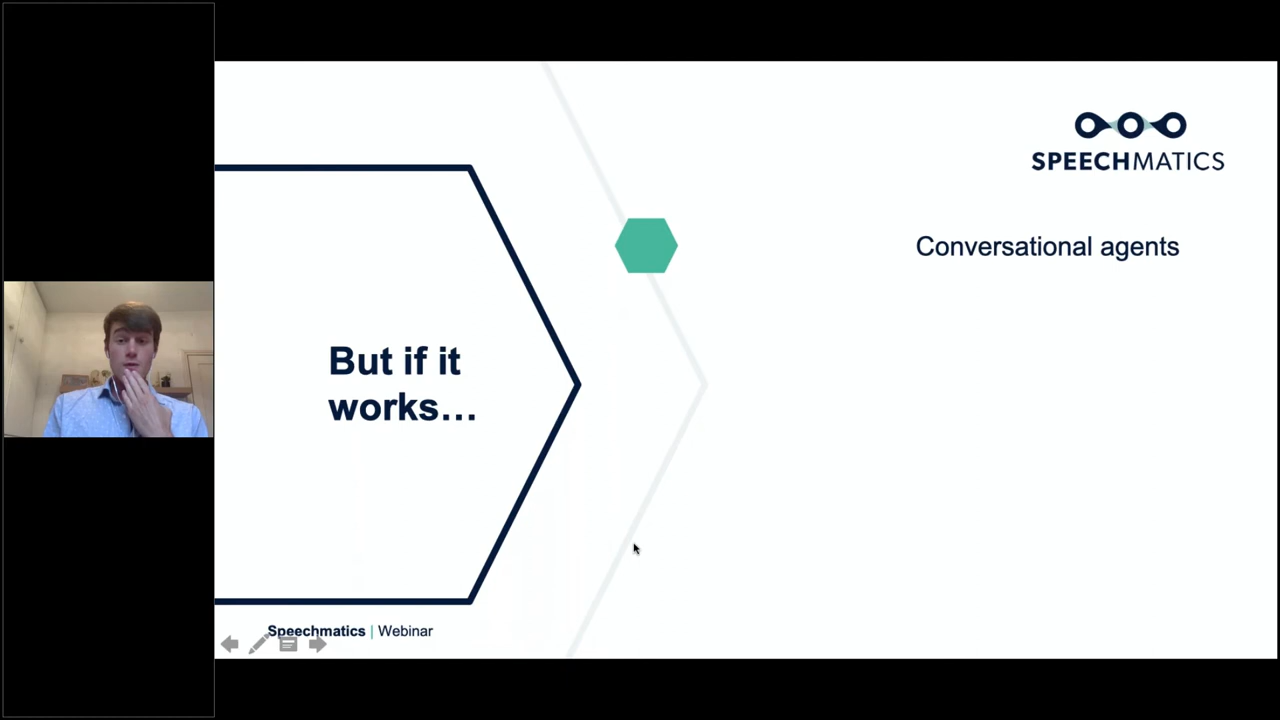 SPEECHMATICS
Conversational agents
But if it
works...
Speechmatics | Webinar